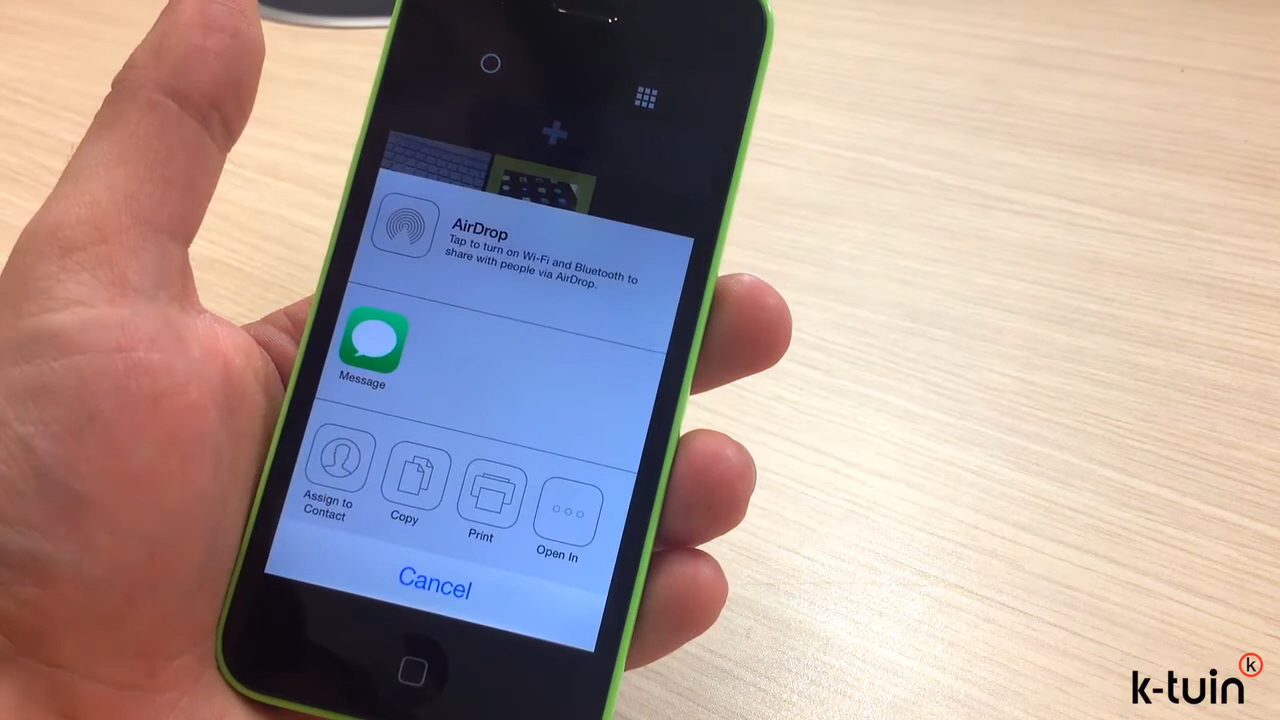 AirDrop
Tap to turn on Wi-Fi and Bluetooth to
share with people via AirDrop.
Message
Assign to
Contact
Copy
Print
Open In
Cancel
k-tuin k